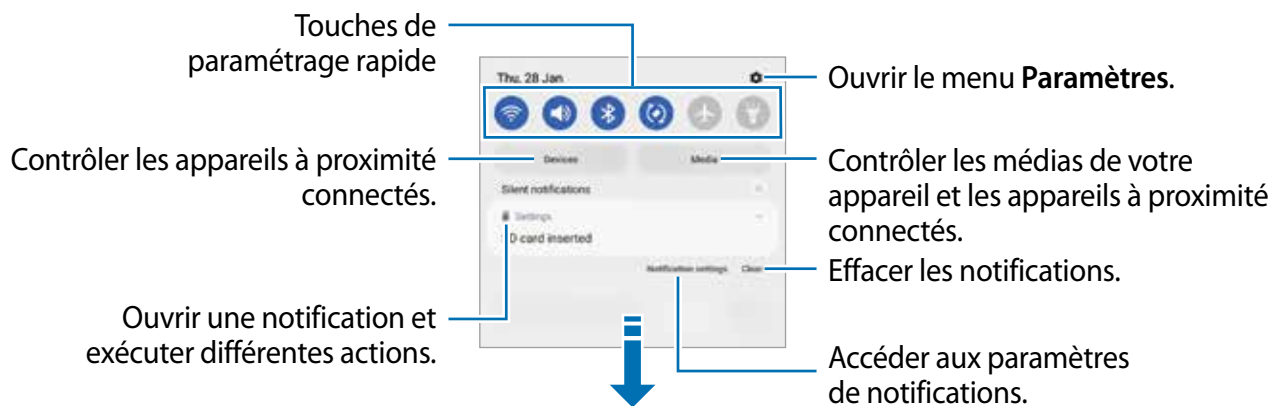 Touches de
paramétrage rapide
Thu, 28 Jan
Ouvrir le menu Paramètres.
Contrôler les appareils à proximité
connectés.
Devices
Media
Contrôler les médias de votre
appareil et les appareils à proximité
connectés.
Silent notifications
Settings
D card inserted
Notification settings
Clear
Effacer les notifications.
Ouvrir une notification et
exécuter différentes actions.
Accéder aux paramètres
de notifications.